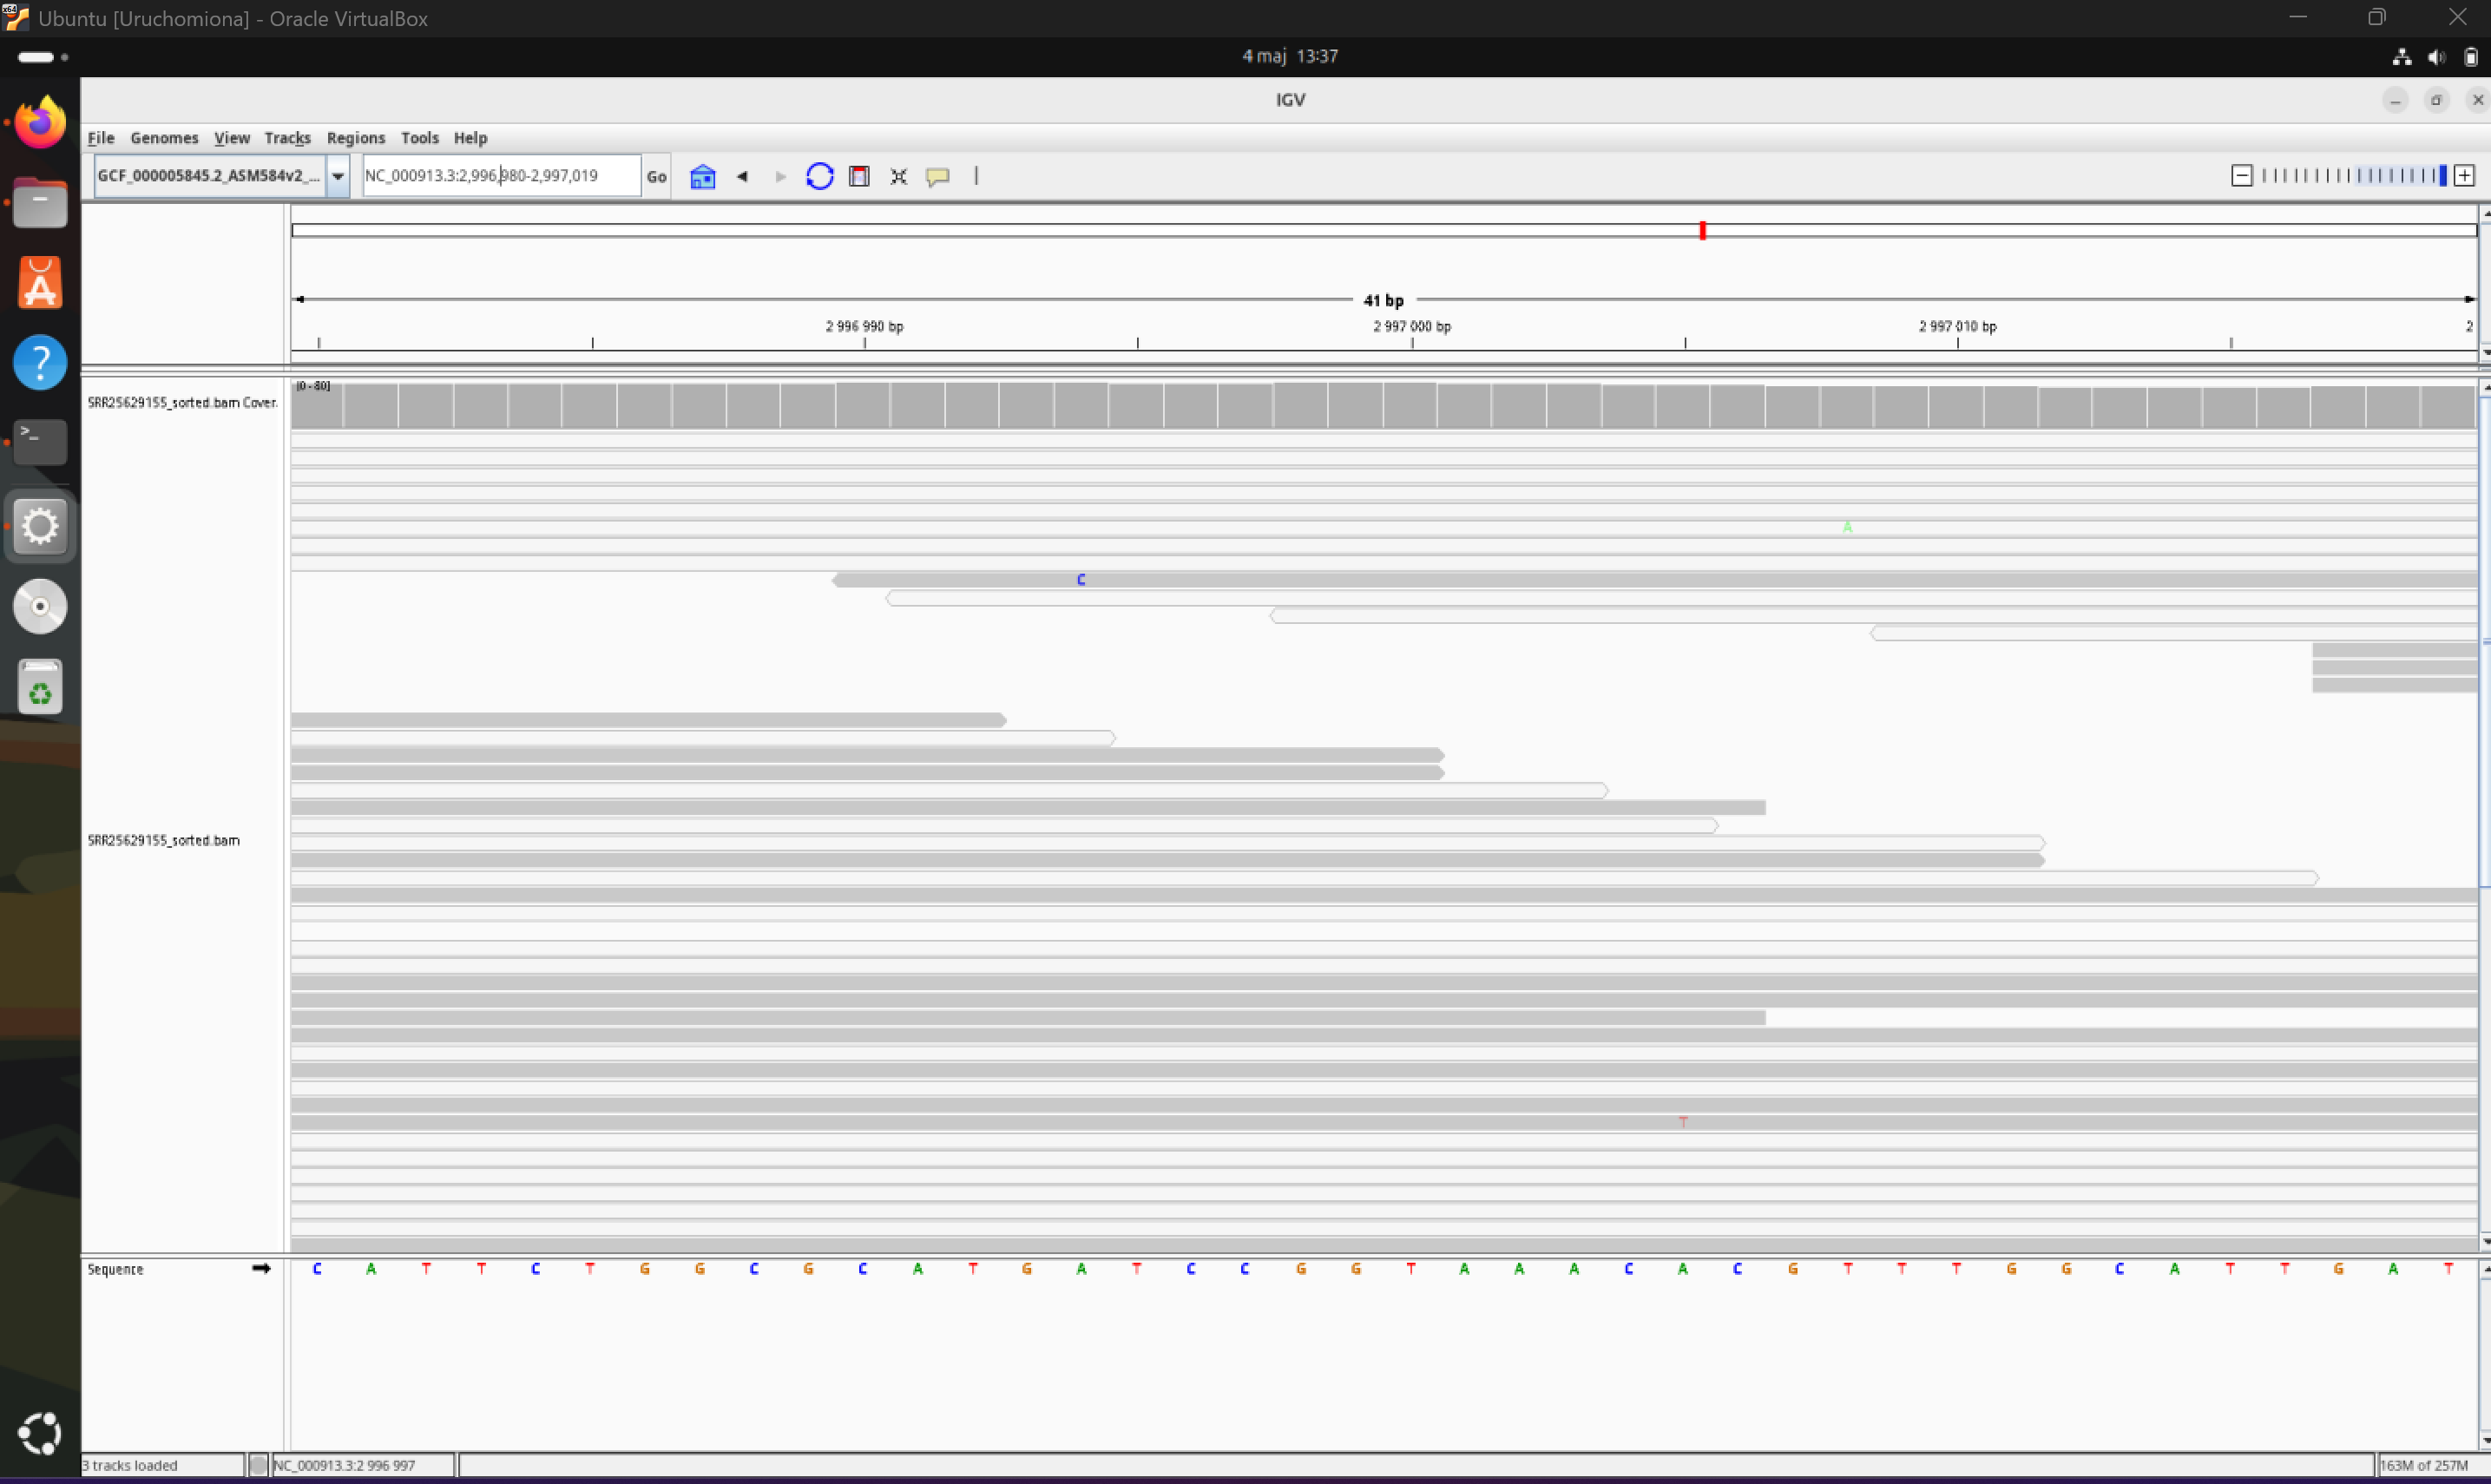 Ubuntu [Uruchomiona] - Oracle VirtualBox
4 maj 13:37
IGV
File Genomes View Tracks Regions Tools Help
GCF_000005845.2_ASM584v2_... NC_000913.3:2,996,980-2,997,019 Go
41 bp
2 996 990 bp 2 997 000 bp 2 997 010 bp 2
[0 - 80]
SRR25629155_sorted.bam Cover.
A
C
SRR25629155_sorted.bam
T
Sequence C A T T C T G G C G C A T G A T C C G G T A A A C A C G T T T G G C A T T G A T
3 tracks loaded NC_000913.3:2 996 997 163M of 257M